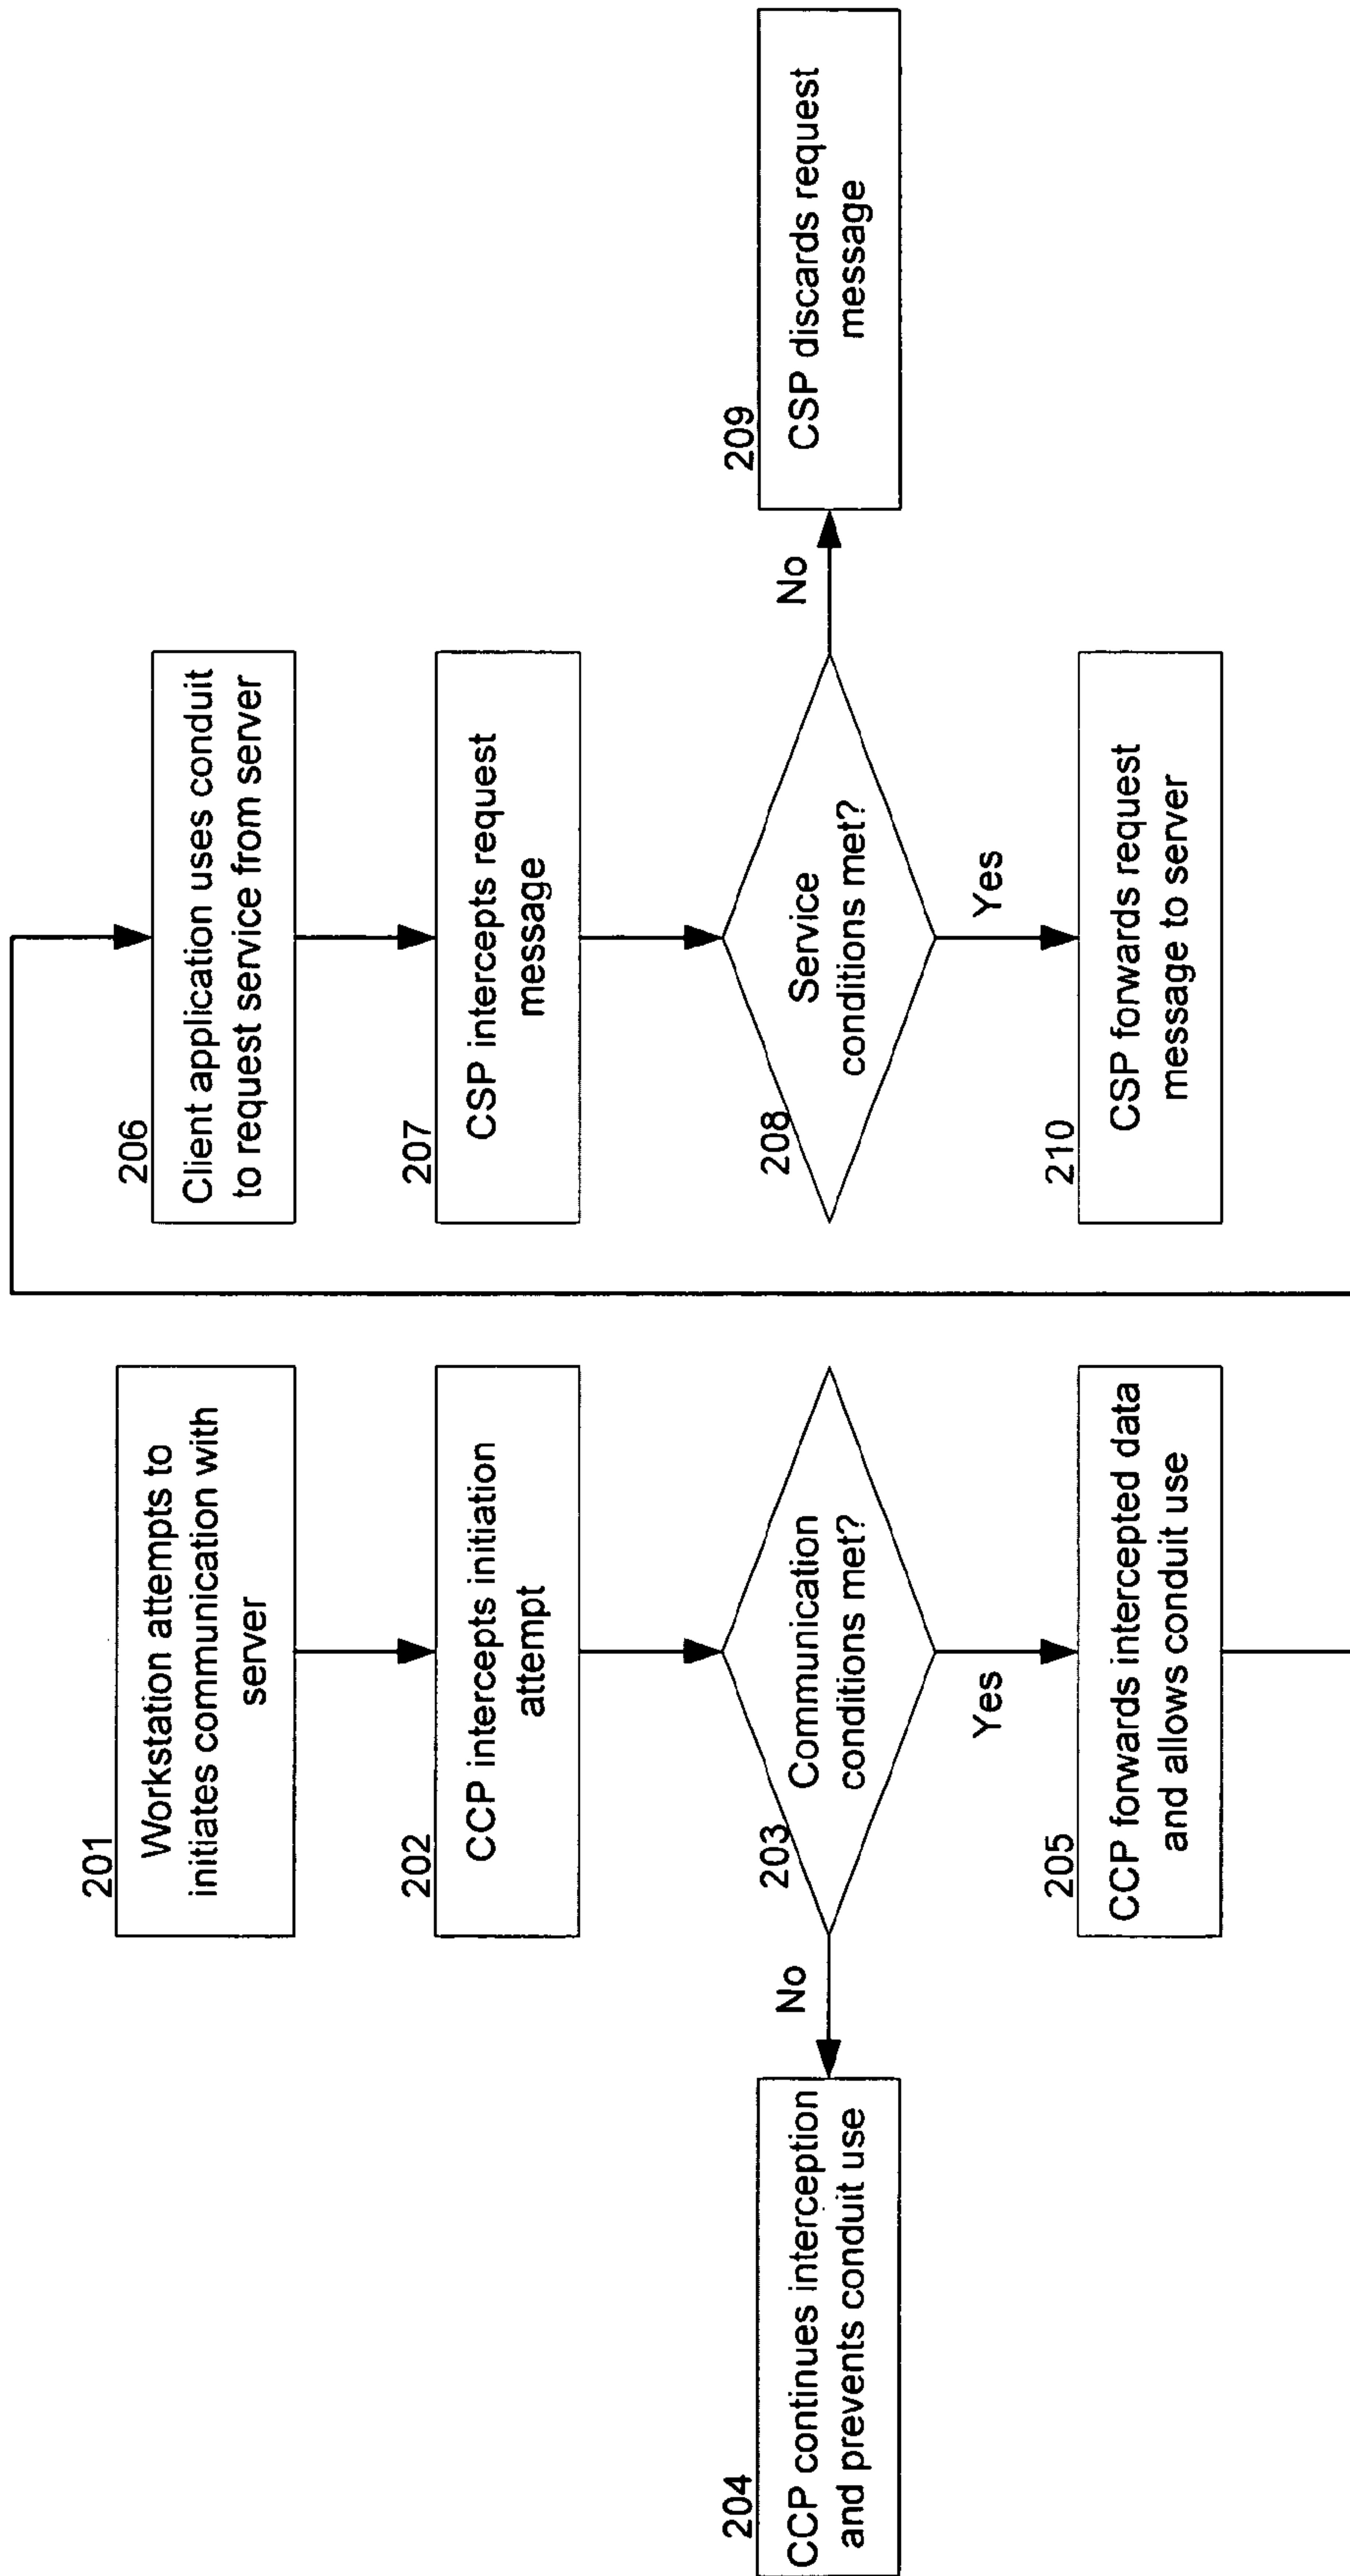 201
Workstation attempts to
initiates communication with
server
202
CCP intercepts initiation
attempt
203
Communication
conditions met?
No
Yes
204
CCP continues interception
and prevents conduit use
205
CCP forwards intercepted data
and allows conduit use
206
Client application uses conduit
to request service from server
207
CSP intercepts request
message
208
Service
conditions met?
No
Yes
209
CSP discards request
message
210
CSP forwards request
message to server